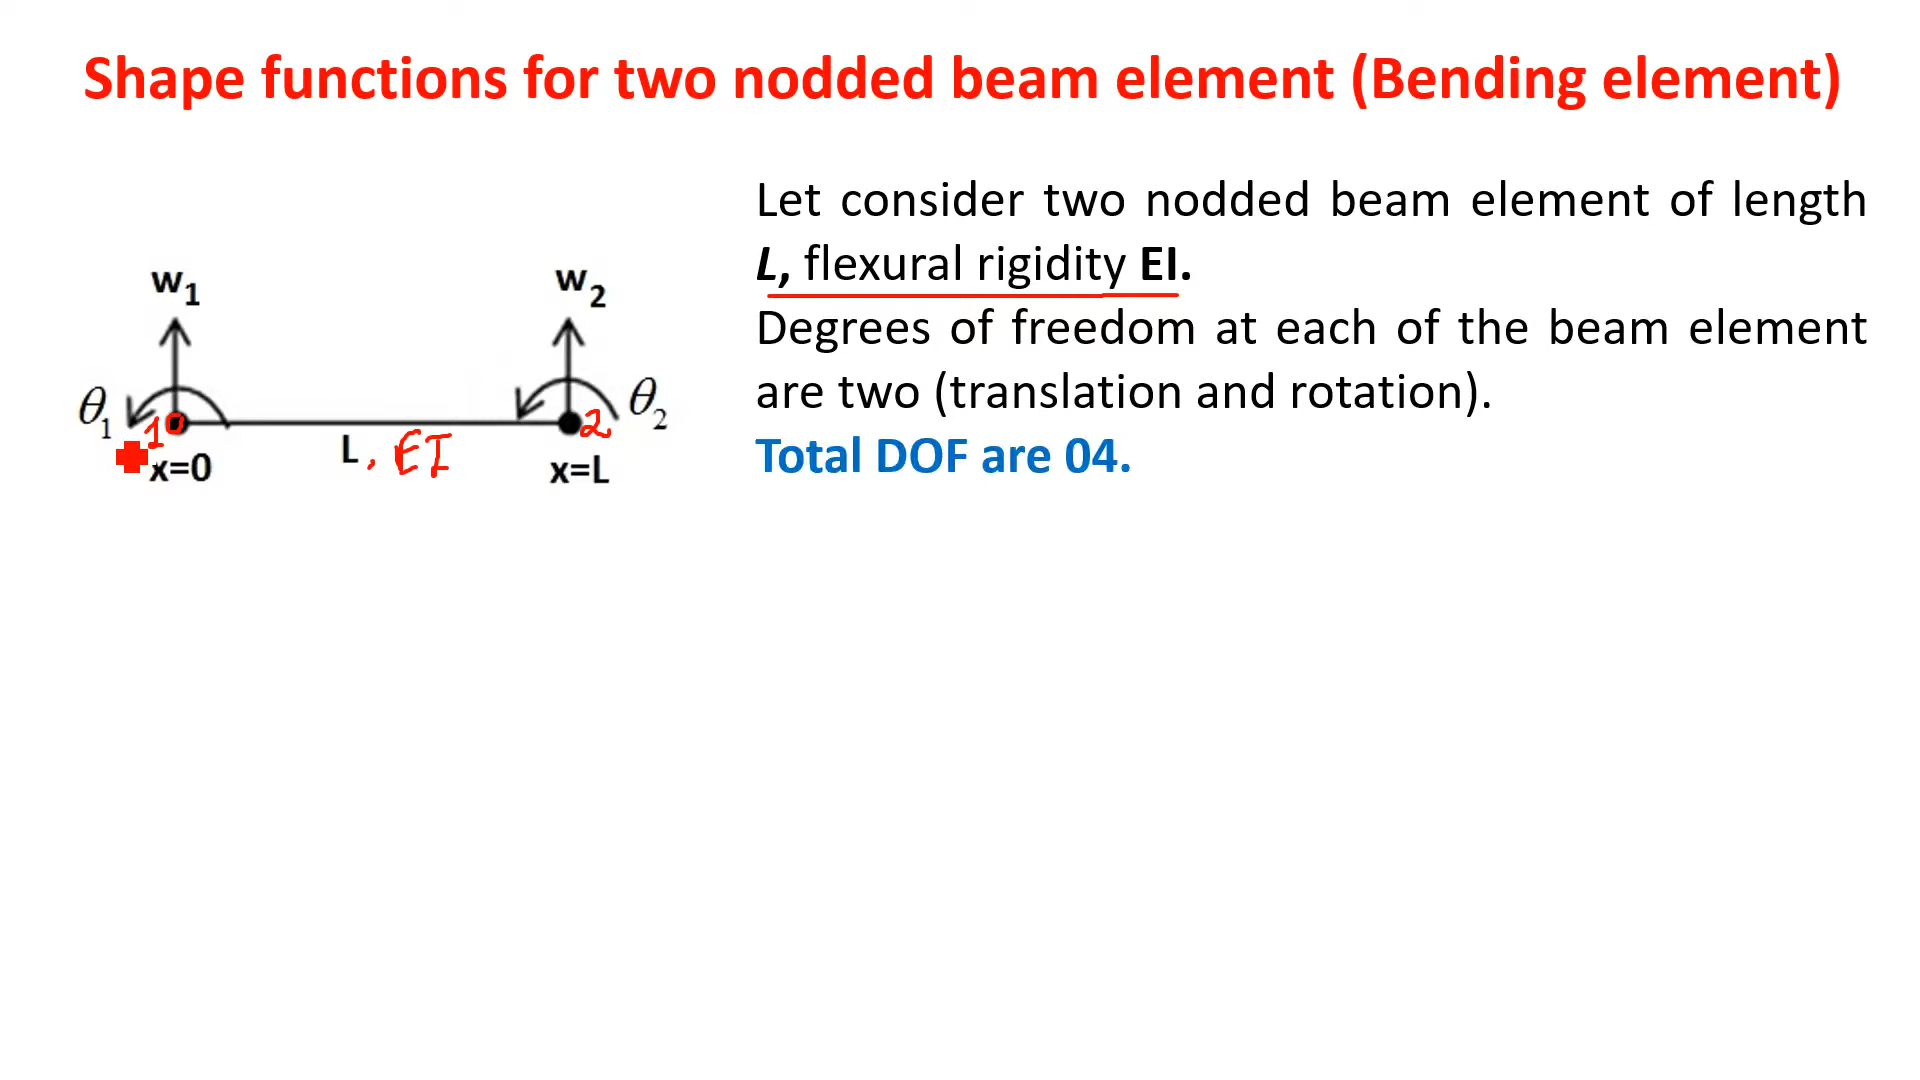 Shape functions for two nodded beam element (Bending element)
Let consider two nodded beam element of length
L, flexural rigidity EI.
Degrees of freedom at each of the beam element
are two (translation and rotation).
Total DOF are 04.
w1
w2
θ1
θ2
1
2
L, EI
x=0
x=L